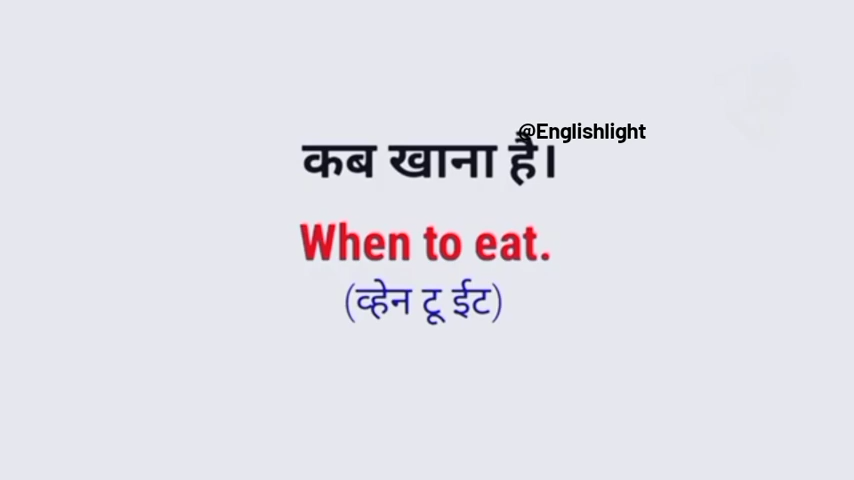 @Englishlight
कब खाना है।
When to eat.
(व्हेन टू ईट)